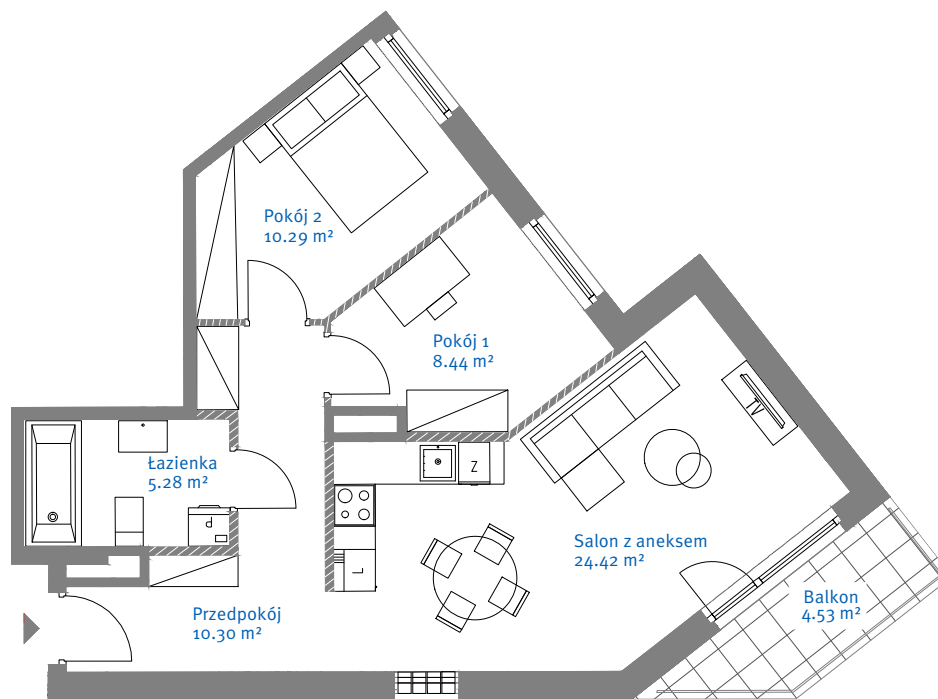 Pokój 2
10.29 m²
Pokój 1
8.44 m²
TV
Łazienka
5.28 m²
Z
d
Salon z aneksem
24.42 m²
L
Balkon
4.53 m²
Przedpokój
10.30 m²